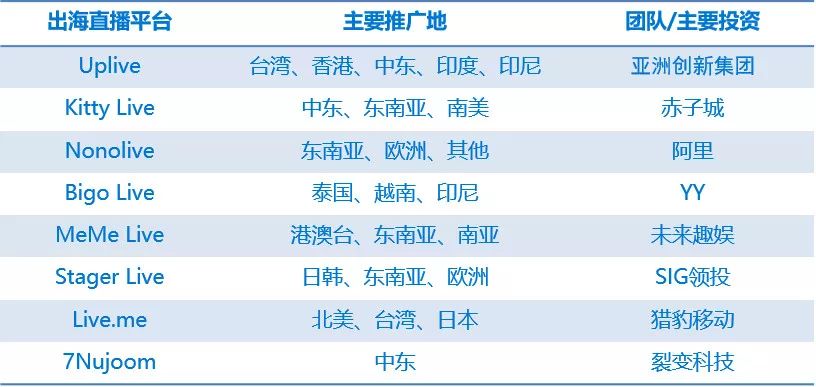 出海直播平台 主要推广地 团队/主要投资
Uplive 台湾、香港、中东、印度、印尼 亚洲创新集团
Kitty Live 中东、东南亚、南美 赤子城
Nonolive 东南亚、欧洲、其他 阿里
Bigo Live 泰国、越南、印尼 YY
MeMe Live 港澳台、东南亚、南亚 未来趣娱
Stager Live 日韩、东南亚、欧洲 SIG领投
Live.me 北美、台湾、日本 猎豹移动
7Nujoom 中东 裂变科技